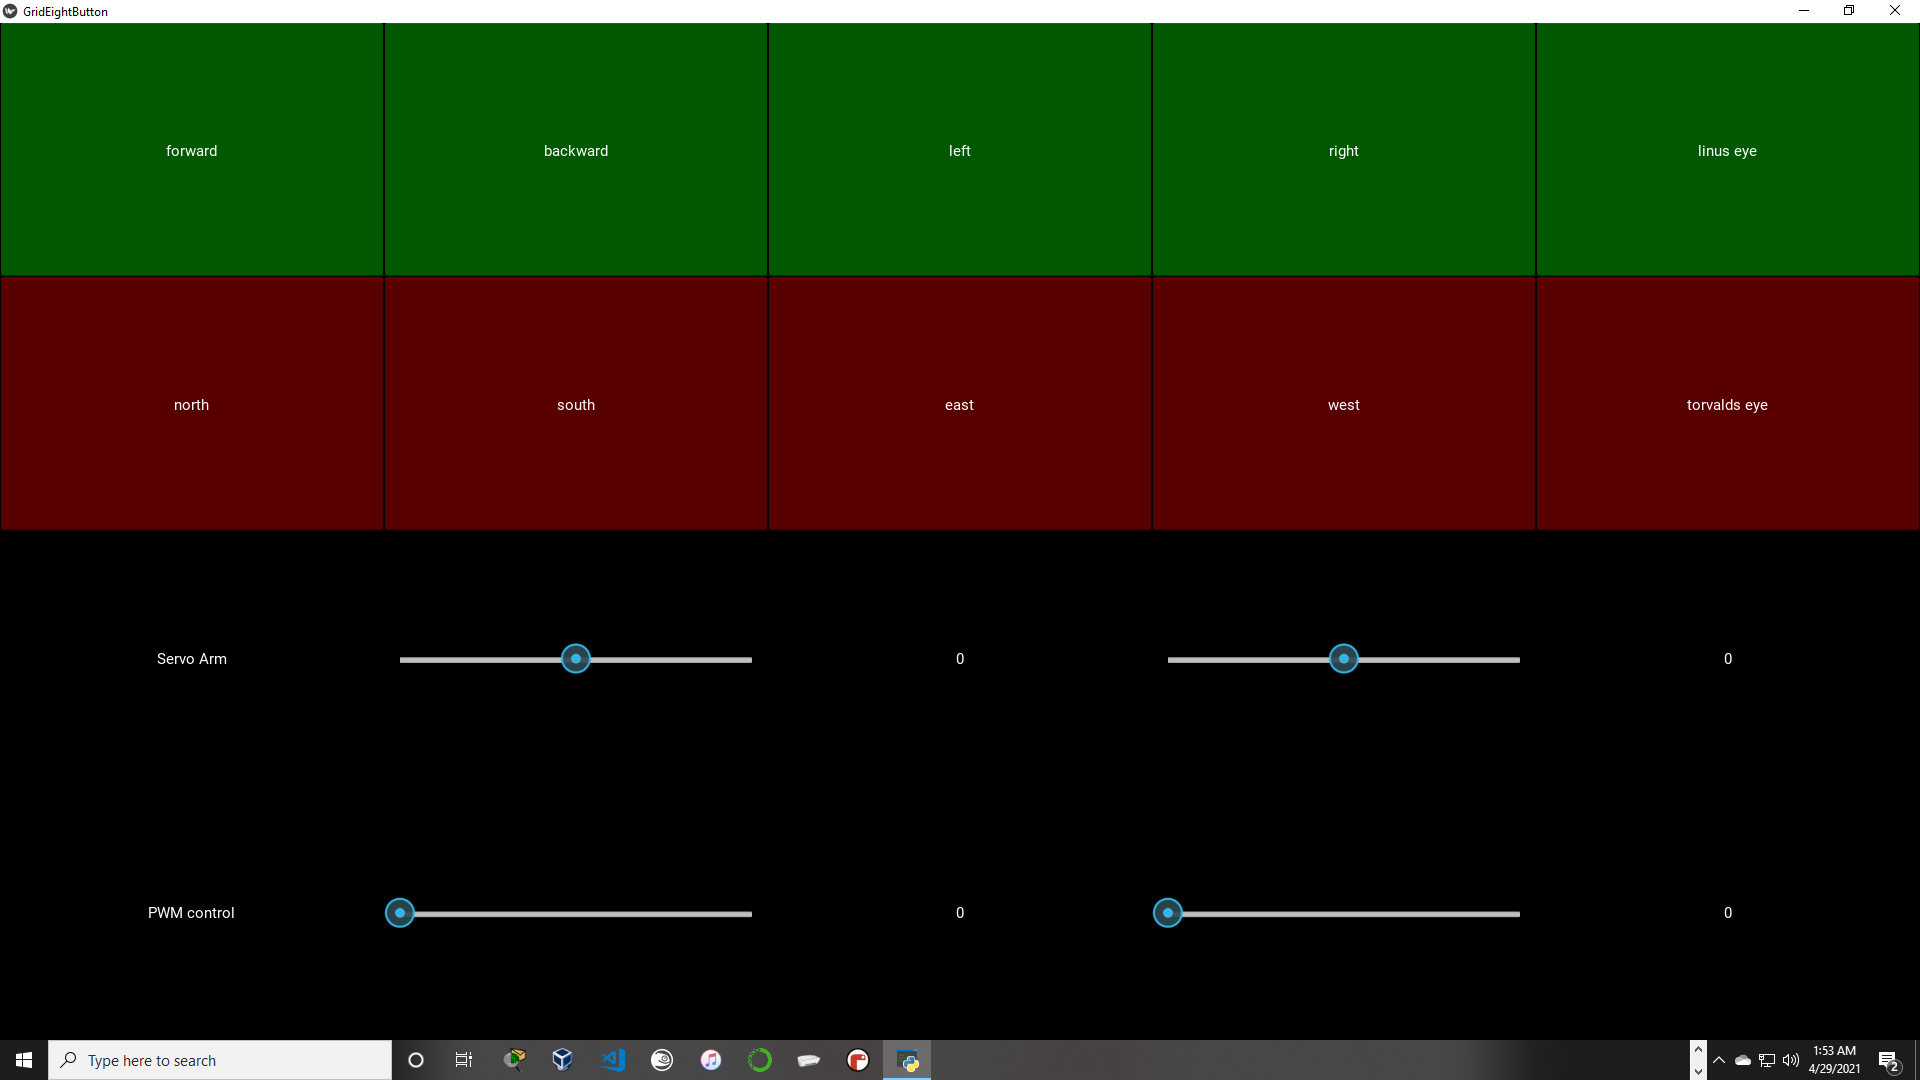 GridEightButton
forward
backward
left
right
linus eye
north
south
east
west
torvalds eye
Servo Arm
0
0
PWM control
0
0
Type here to search
1:53 AM
4/29/2021
2